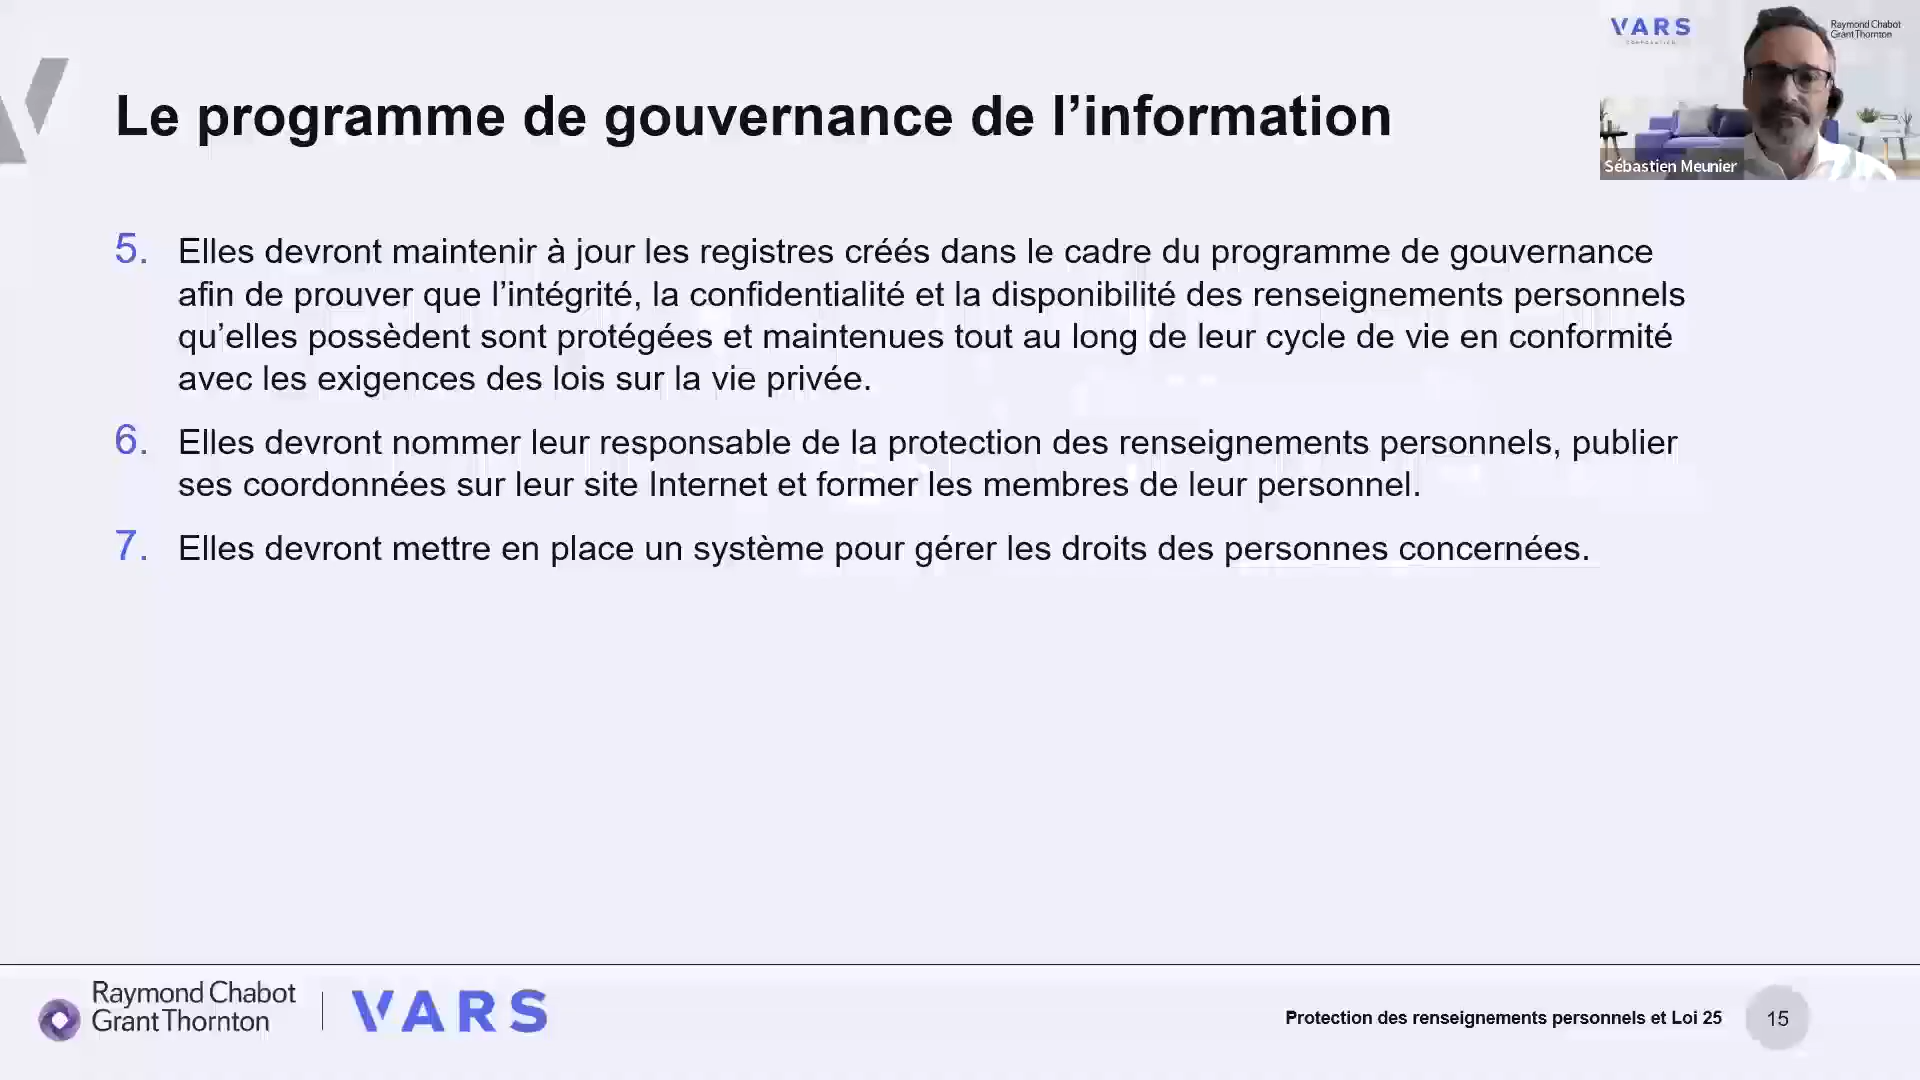 VARS
CORPORATION
Raymond Chabot
Grant Thornton
Sébastien Meunier
Le programme de gouvernance de l’information
5. Elles devront maintenir à jour les registres créés dans le cadre du programme de gouvernance
afin de prouver que l’intégrité, la confidentialité et la disponibilité des renseignements personnels
qu’elles possèdent sont protégées et maintenues tout au long de leur cycle de vie en conformité
avec les exigences des lois sur la vie privée.
6. Elles devront nommer leur responsable de la protection des renseignements personnels, publier
ses coordonnées sur leur site Internet et former les membres de leur personnel.
7. Elles devront mettre en place un système pour gérer les droits des personnes concernées.
Raymond Chabot
Grant Thornton
VARS
Protection des renseignements personnels et Loi 25
15